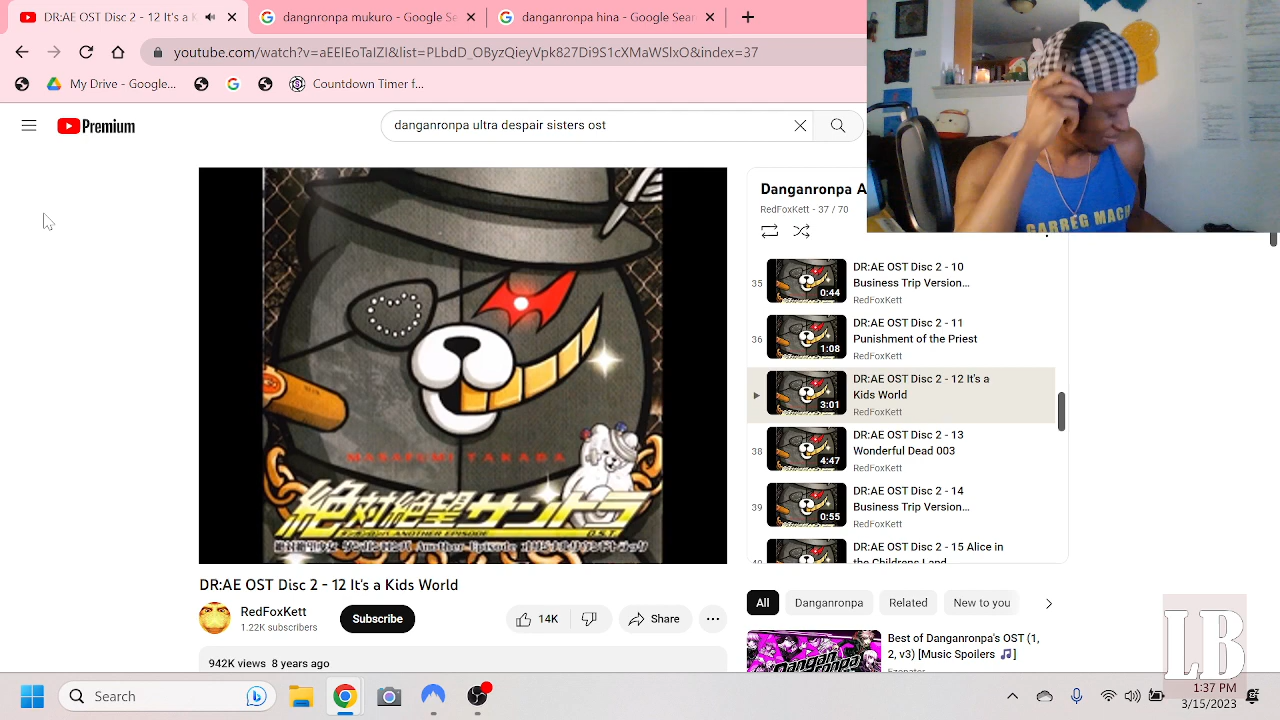 DR:AE OST Disc 2 - 12 It's a Ki
danganronpa mukuro - Google Se
danganronpa hina - Google Sear
youtube.com/watch?v=aEElEoTaIZI&list=PLbdD_OByzQieyVpk827Di9S1cXMaWSlxO&index=37
My Drive - Google...
Countdown Timer f...
Premium
danganronpa ultra despair sisters ost
GARREG MACH
MASAFUMI TAKADA
絶対絶望サントラ
O.S.T
Danganronpa A
RedFoxKett - 37 / 70
35
DR:AE OST Disc 2 - 10
Business Trip Version...
0:44
RedFoxKett
36
DR:AE OST Disc 2 - 11
Punishment of the Priest
1:08
RedFoxKett
DR:AE OST Disc 2 - 12 It's a
Kids World
3:01
RedFoxKett
38
DR:AE OST Disc 2 - 13
Wonderful Dead 003
4:47
RedFoxKett
39
DR:AE OST Disc 2 - 14
Business Trip Version...
0:55
RedFoxKett
DR:AE OST Disc 2 - 15 Alice in
the Childrens Land
DR:AE OST Disc 2 - 12 It's a Kids World
RedFoxKett
1.22K subscribers
Subscribe
14K
Share
942K views 8 years ago
All
Danganronpa
Related
New to you
Best of Danganronpa's OST (1,
2, v3) [Music Spoilers 🎵]
LB
Search
1:37 PM
3/15/2023